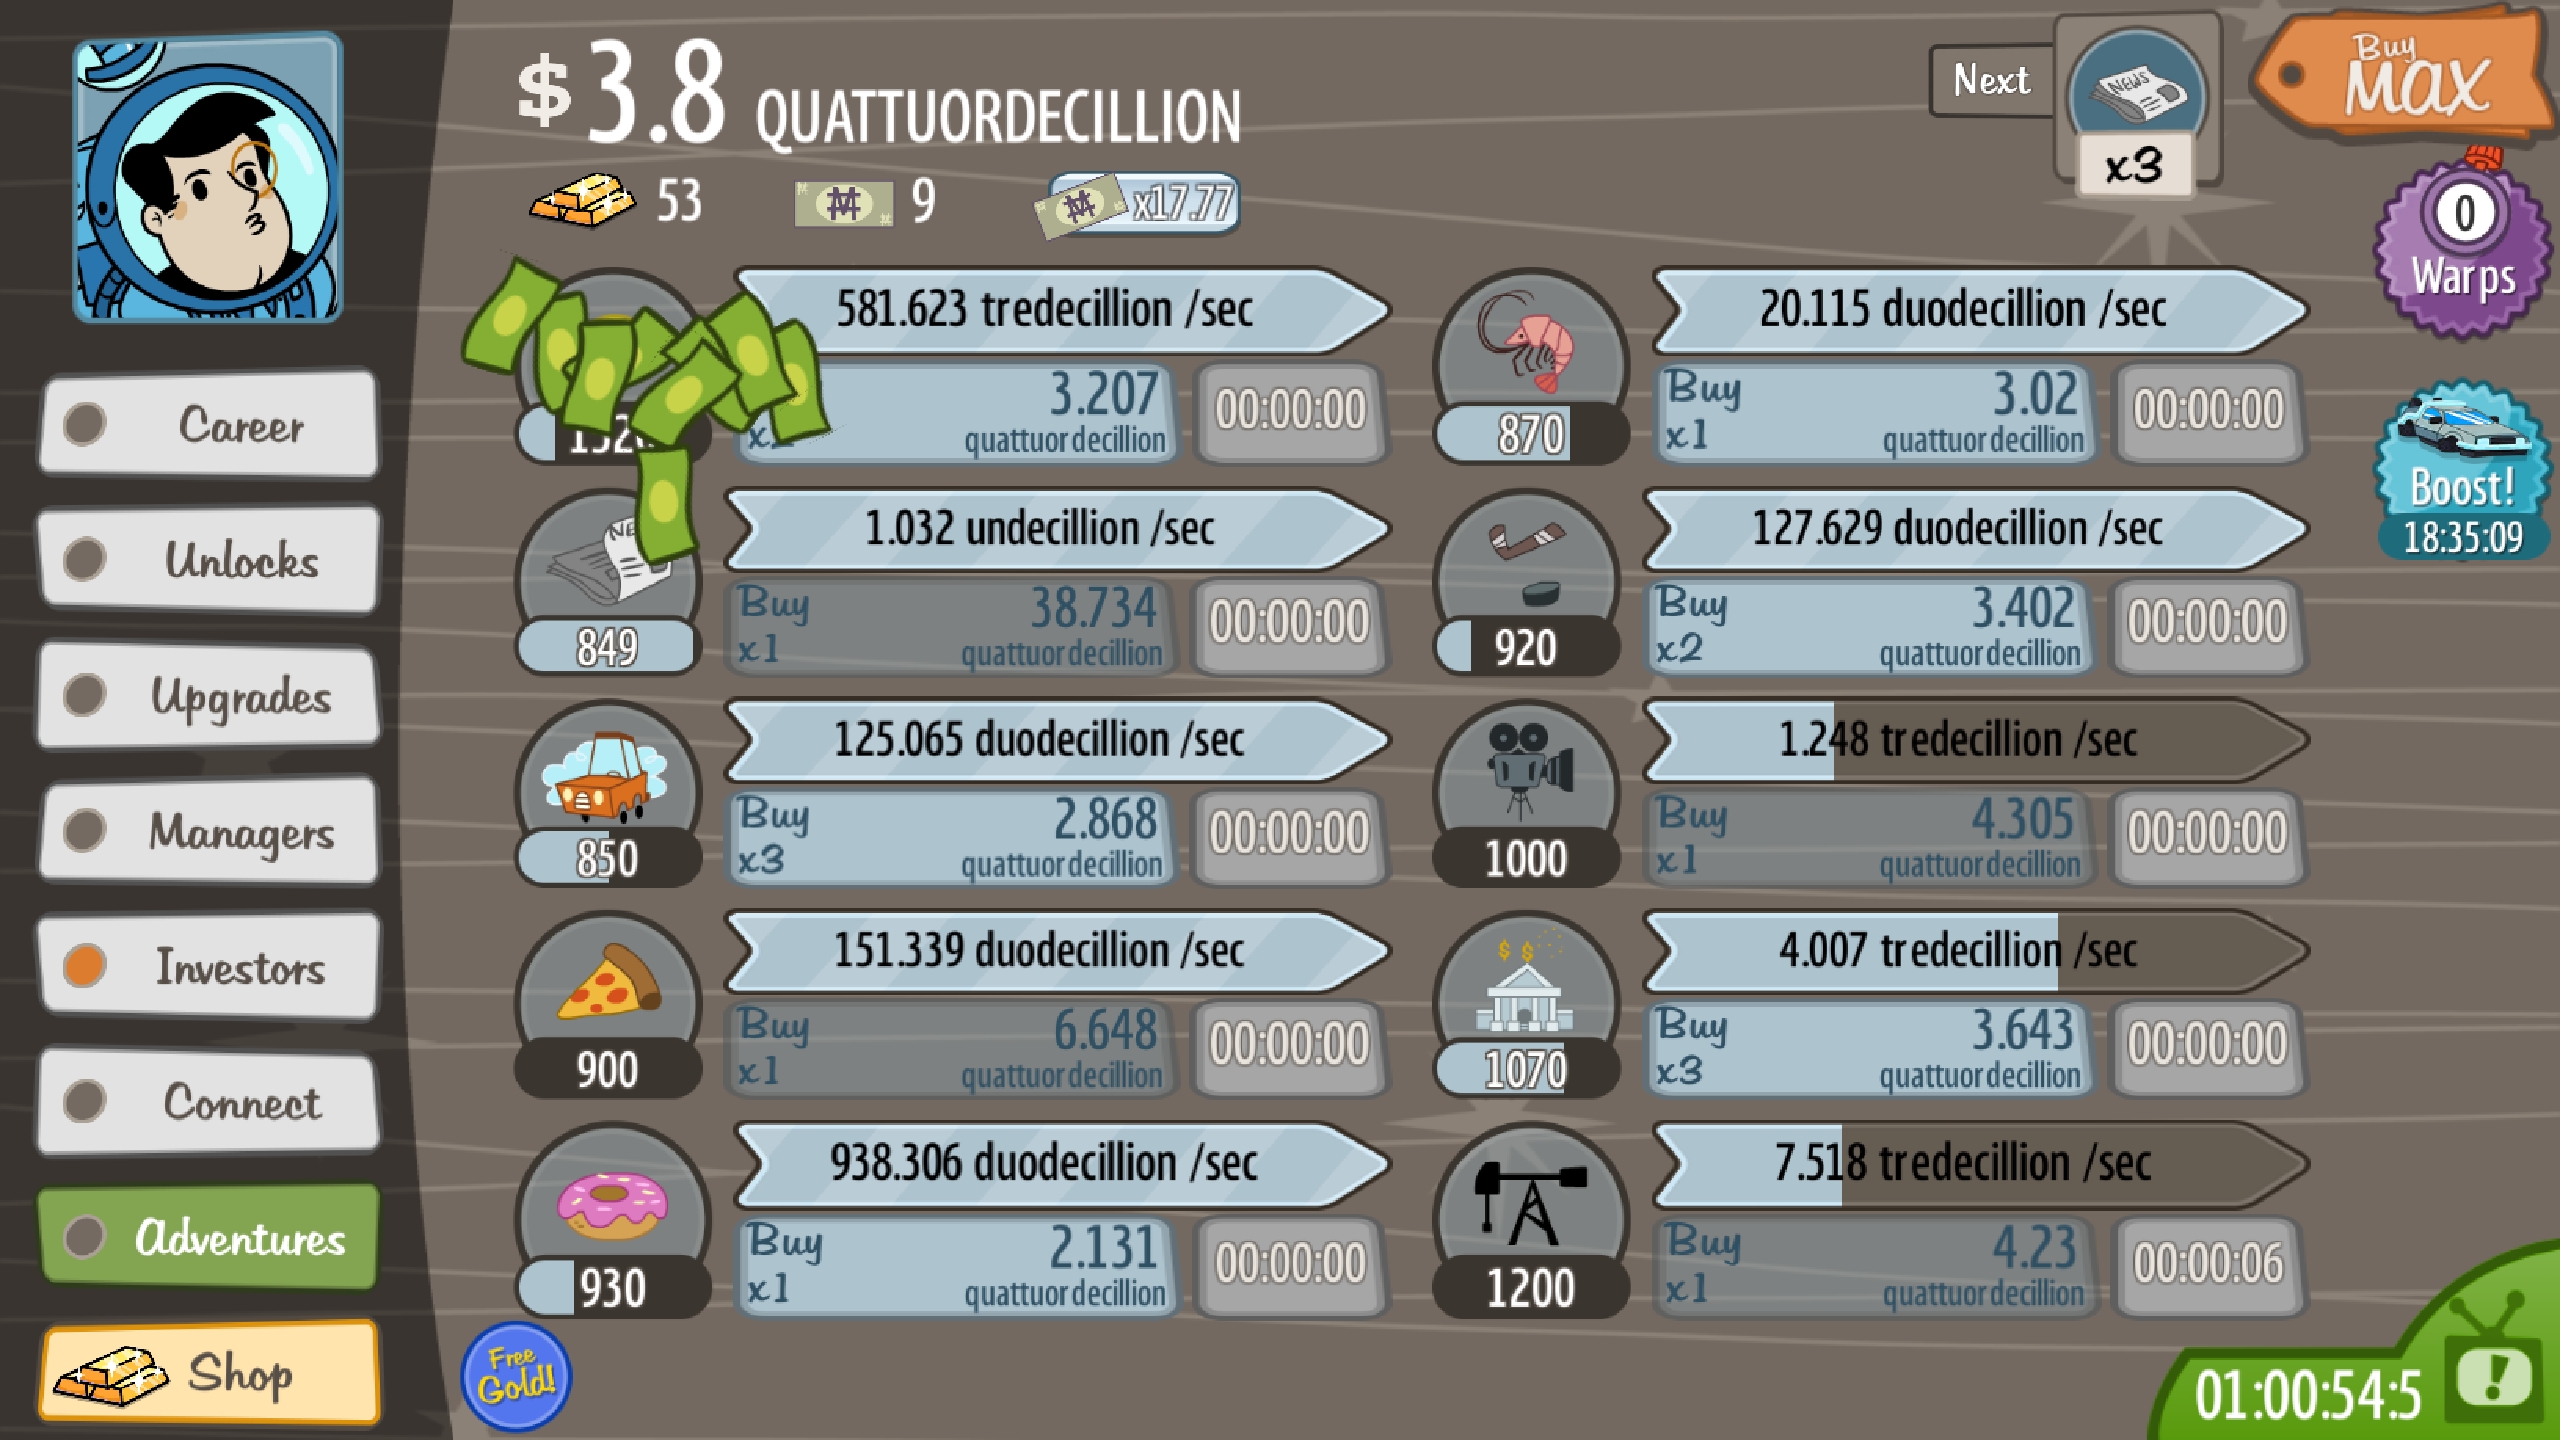 $3.8 QUATTUORDECILLION
53
9
x17.77
Next
NEWS
x3
Buy
MAX
0
Warps
Boost!
18:35:09
Career
Unlocks
Upgrades
Managers
Investors
Connect
Adventures
Shop
581.623 tredecillion /sec
3.207
quattuordecillion
00:00:00
849
1.032 undecillion /sec
Buy
x1
38.734
quattuordecillion
00:00:00
850
125.065 duodecillion /sec
Buy
x3
2.868
quattuordecillion
00:00:00
900
151.339 duodecillion /sec
Buy
x1
6.648
quattuordecillion
00:00:00
930
938.306 duodecillion /sec
Buy
x1
2.131
quattuordecillion
00:00:00
870
20.115 duodecillion /sec
Buy
x1
3.02
quattuordecillion
00:00:00
920
127.629 duodecillion /sec
Buy
x2
3.402
quattuordecillion
00:00:00
1000
1.248 tredecillion /sec
Buy
x1
4.305
quattuordecillion
00:00:00
1070
4.007 tredecillion /sec
Buy
x3
3.643
quattuordecillion
00:00:00
1200
7.518 tredecillion /sec
Buy
x1
4.23
quattuordecillion
00:00:06
Free
Gold!
01:00:54:5